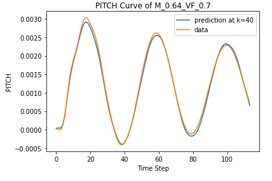 PITCH Curve of M_0.64_VF_0.7
prediction at k=40
data
PITCH
0.0030
0.0025
0.0020
0.0015
0.0010
0.0005
0.0000
-0.0005
0
20
40
60
80
100
Time Step